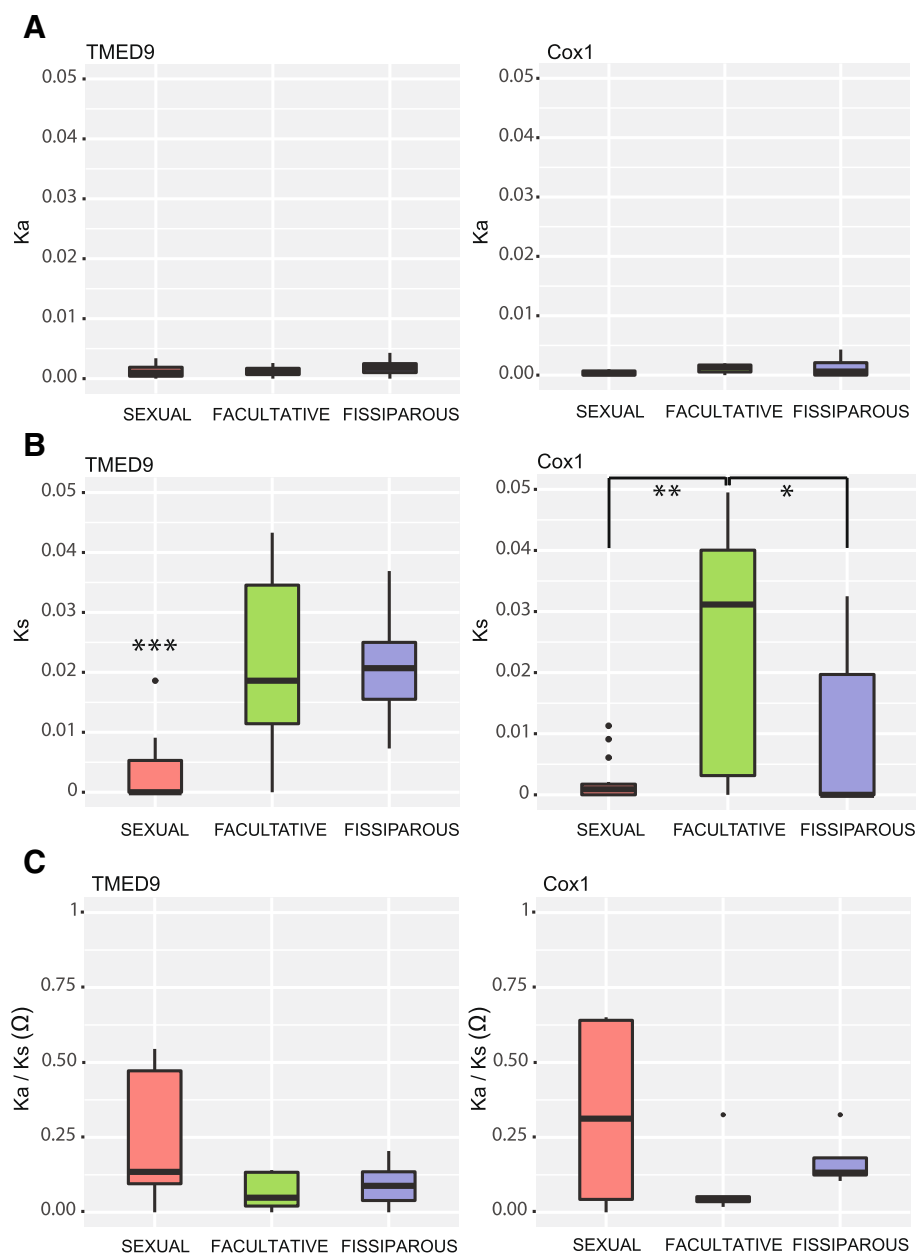 A
TMED9
Cox1
0.05
0.04
0.03
0.02
0.01
0.00
Ka
SEXUAL FACULTATIVE FISSIPAROUS
0.05
0.04
0.03
0.02
0.01
0.00
Ka
SEXUAL FACULTATIVE FISSIPAROUS
B
TMED9
Cox1
0.05
0.04
0.03
0.02
0.01
0
Ks
***
SEXUAL FACULTATIVE FISSIPAROUS
0.05
0.04
0.03
0.02
0.01
0
Ks
** *
SEXUAL FACULTATIVE FISSIPAROUS
C
TMED9
Cox1
1
0.75
0.50
0.25
0.00
Ka / Ks (Ω)
SEXUAL FACULTATIVE FISSIPAROUS
1
0.75
0.50
0.25
0.00
Ka / Ks (Ω)
SEXUAL FACULTATIVE FISSIPAROUS